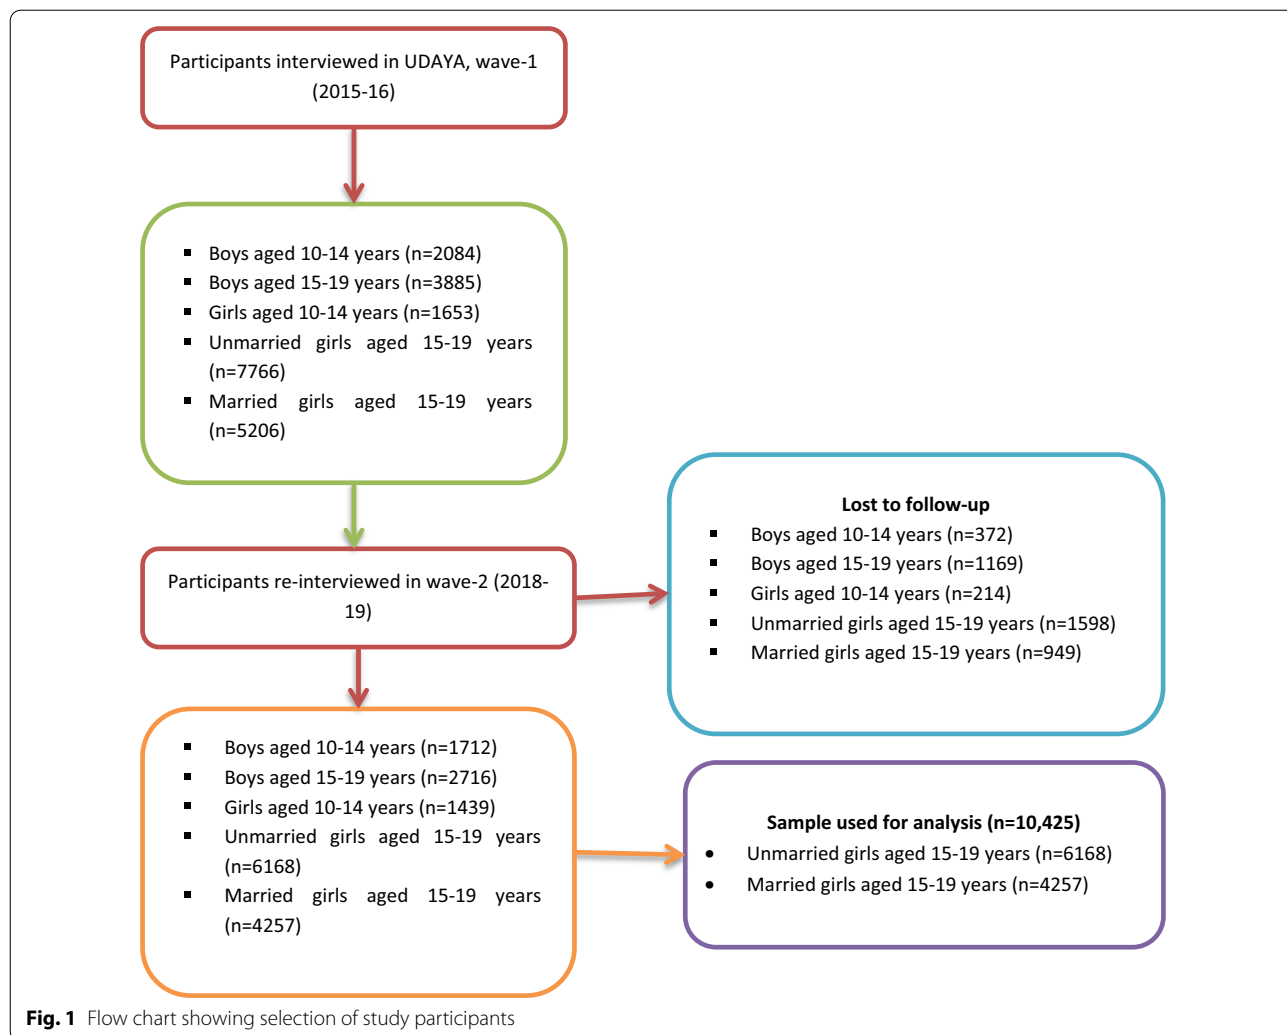 Participants interviewed in UDAYA, wave-1
(2015-16)
▪ Boys aged 10-14 years (n=2084)
▪ Boys aged 15-19 years (n=3885)
▪ Girls aged 10-14 years (n=1653)
▪ Unmarried girls aged 15-19 years
(n=7766)
▪ Married girls aged 15-19 years
(n=5206)
Participants re-interviewed in wave-2 (2018-
19)
Lost to follow-up
▪ Boys aged 10-14 years (n=372)
▪ Boys aged 15-19 years (n=1169)
▪ Girls aged 10-14 years (n=214)
▪ Unmarried girls aged 15-19 years (n=1598)
▪ Married girls aged 15-19 years (n=949)
▪ Boys aged 10-14 years (n=1712)
▪ Boys aged 15-19 years (n=2716)
▪ Girls aged 10-14 years (n=1439)
▪ Unmarried girls aged 15-19 years
(n=6168)
▪ Married girls aged 15-19 years
(n=4257)
Sample used for analysis (n=10,425)
• Unmarried girls aged 15-19 years (n=6168)
• Married girls aged 15-19 years (n=4257)
Fig. 1 Flow chart showing selection of study participants